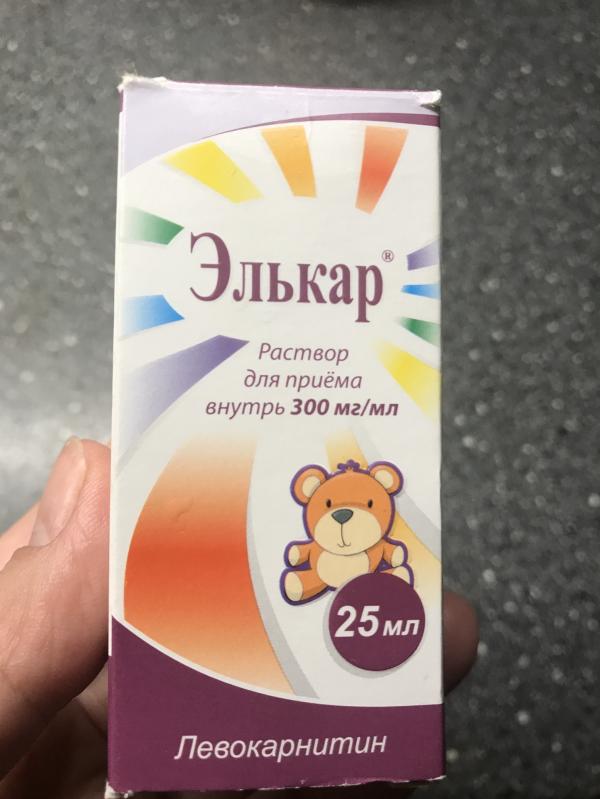 Элькар®
Раствор
для приёма
внутрь 300 мг/мл
25 мл
Левокарнитин